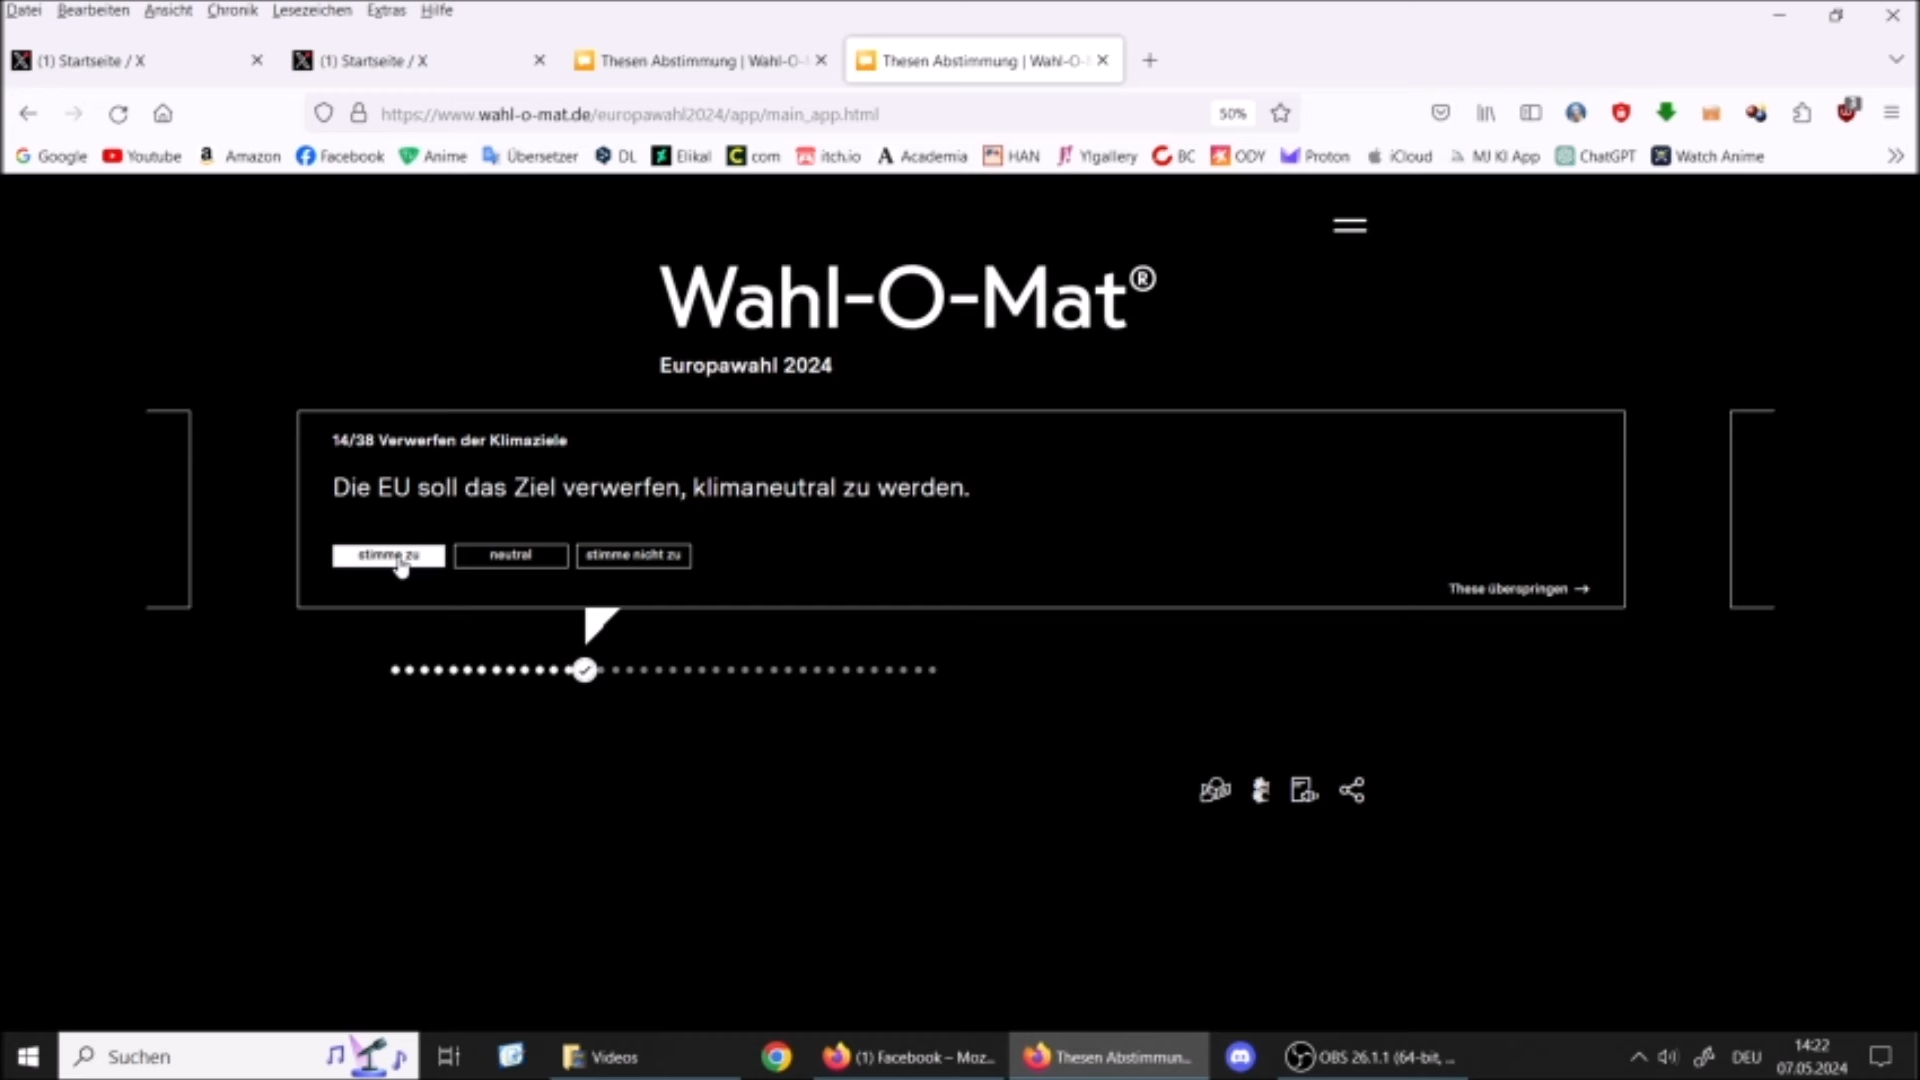 Datei Bearbeiten Ansicht Chronik Lesezeichen Extras Hilfe
(1) Startseite / X
(1) Startseite / X
Thesen Abstimmung | Wahl-O-
Thesen Abstimmung | Wahl-O-
https://www.wahl-o-mat.de/europawahl2024/app/main_app.html
50%
Google Youtube Amazon Facebook Anime Übersetzer DL Elikal com itch.io Academia HAN Y!gallery BC ODY Proton iCloud MJ KI App ChatGPT Watch Anime
Wahl-O-Mat®
Europawahl 2024
14/38 Verwerfen der Klimaziele
Die EU soll das Ziel verwerfen, klimaneutral zu werden.
stimme zu
neutral
stimme nicht zu
These überspringen →
Suchen
Videos
(1) Facebook – Moz...
Thesen Abstimmun...
OBS 26.1.1 (64-bit, ...
DEU
14:22
07.05.2024